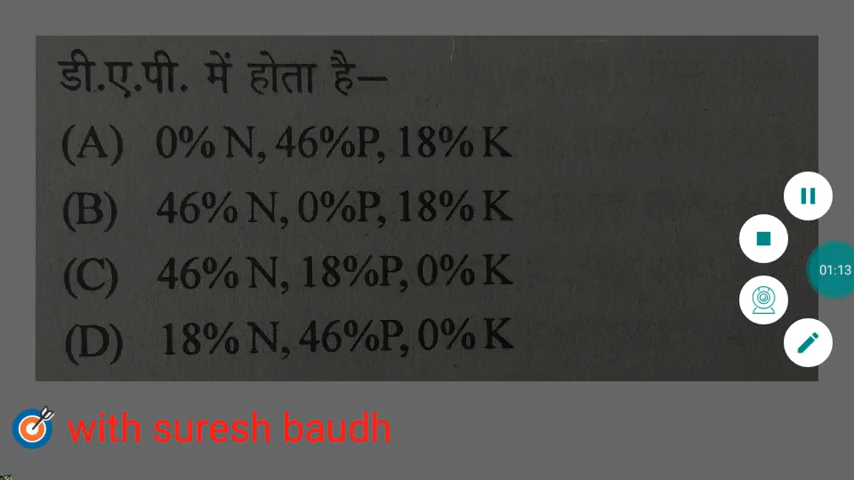 डी.ए.पी. में होता है—
(A) 0% N, 46%P, 18% K
(B) 46% N, 0%P, 18% K
(C) 46% N, 18%P, 0% K
(D) 18% N, 46%P, 0% K
01:13
with suresh baudh